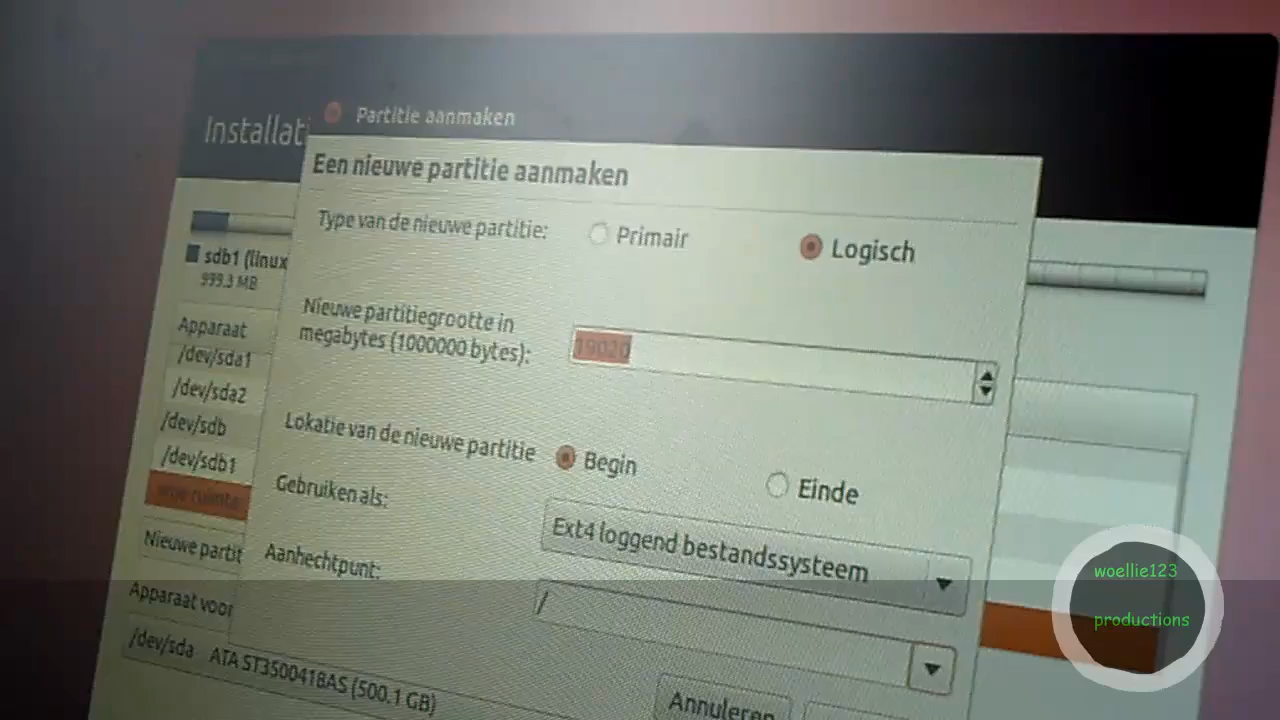 Installati
Partitie aanmaken
Een nieuwe partitie aanmaken
Type van de nieuwe partitie:
Primair
Logisch
sdb1 (linux
999.3 MB
Nieuwe partitiegrootte in
megabytes (1000000 bytes):
19020
Apparaat
/dev/sda1
/dev/sda2
/dev/sdb
/dev/sdb1
vrije ruimte
Lokatie van de nieuwe partitie
Begin
Einde
Gebruiken als:
Ext4 loggend bestandssysteem
Aanhechtpunt:
/
Nieuwe partit
Apparaat voor
/dev/sda ATA ST3500418AS (500.1 GB)
Annuleren
woellie123
productions